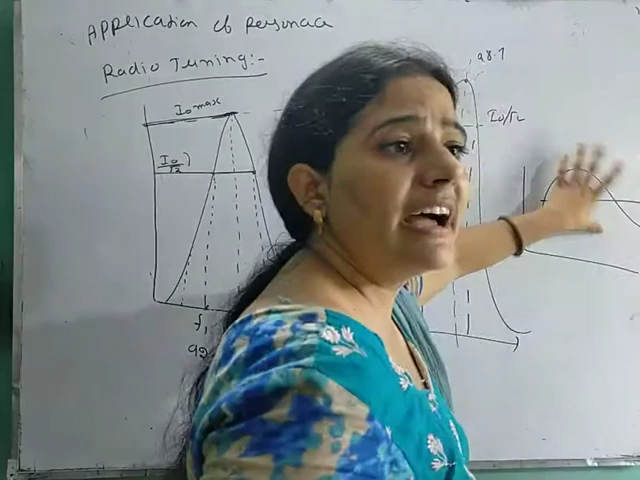 APPlication of Resonance
Radio Tuning:-
Io max
98.7
Io/√2
Io/√2
f1